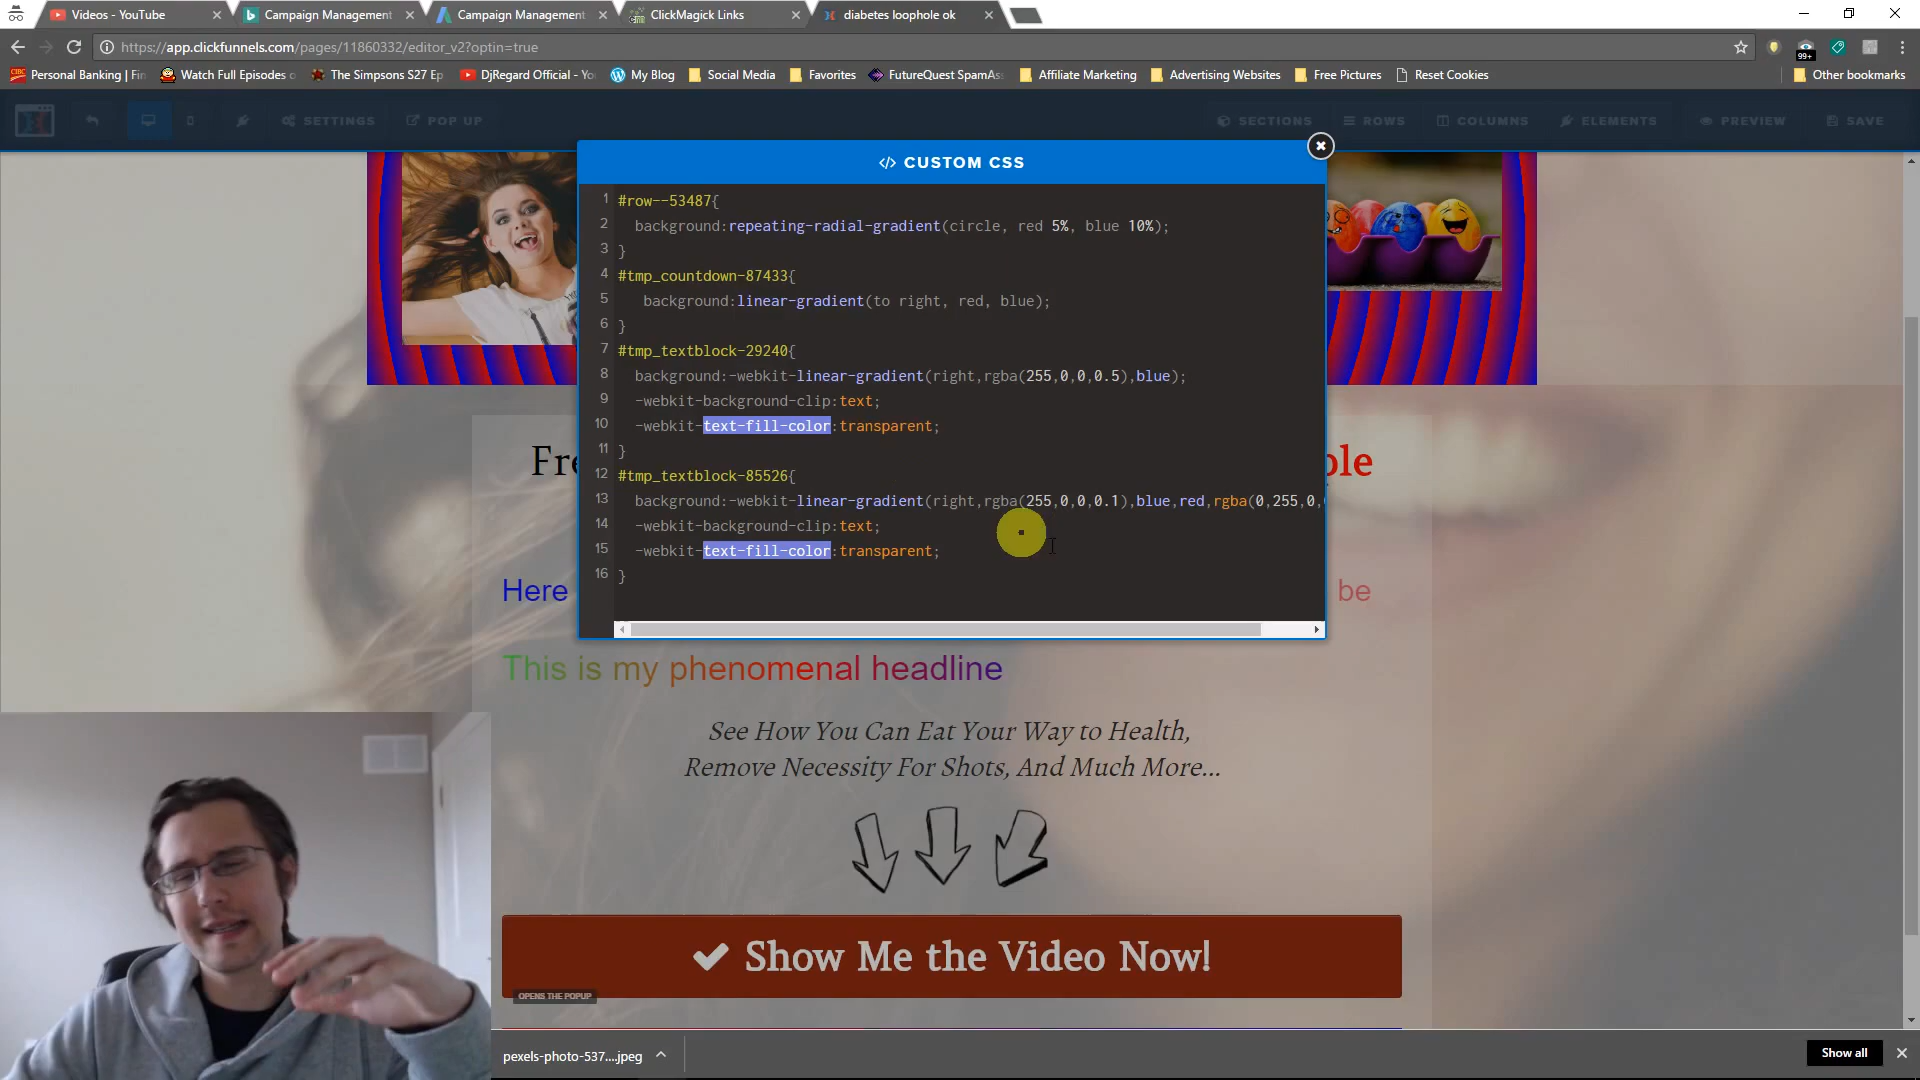 Videos - YouTube
Campaign Management
Campaign Management
ClickMagick Links
diabetes loophole ok
https://app.clickfunnels.com/pages/11860332/editor_v2?optin=true
99+
CIBC Personal Banking | Fin
Watch Full Episodes o
The Simpsons S27 Ep
DjRegard Official - Yo
My Blog
Social Media
Favorites
FutureQuest SpamAs
Affiliate Marketing
Advertising Websites
Free Pictures
Reset Cookies
Other bookmarks
SETTINGS
POP UP
SECTIONS
ROWS
COLUMNS
ELEMENTS
PREVIEW
SAVE
</> CUSTOM CSS
1 #row--53487{
2 background:repeating-radial-gradient(circle, red 5%, blue 10%);
3 }
4 #tmp_countdown-87433{
5 background:linear-gradient(to right, red, blue);
6 }
7 #tmp_textblock-29240{
8 background:-webkit-linear-gradient(right,rgba(255,0,0,0.5),blue);
9 -webkit-background-clip:text;
10 -webkit-text-fill-color:transparent;
11 }
12 #tmp_textblock-85526{
13 background:-webkit-linear-gradient(right,rgba(255,0,0,0.1),blue,red,rgba(0,255,0,
14 -webkit-background-clip:text;
15 -webkit-text-fill-color:transparent;
16 }
Fre
ple
Here
be
This is my phenomenal headline
See How You Can Eat Your Way to Health,
Remove Necessity For Shots, And Much More...
Show Me the Video Now!
OPENS THE POPUP
pexels-photo-537....jpeg
Show all